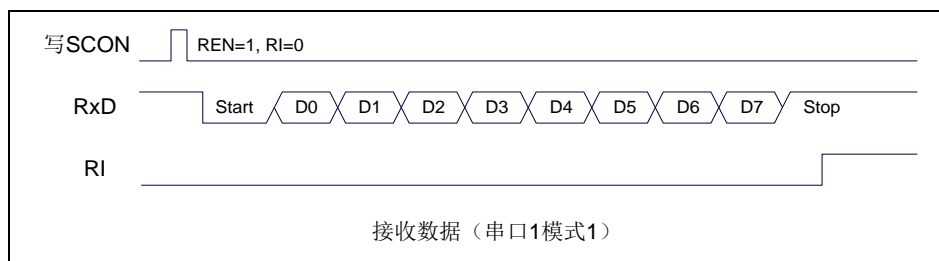 写SCON REN=1, RI=0
RxD Start D0 D1 D2 D3 D4 D5 D6 D7 Stop
RI
接收数据（串口1模式1）